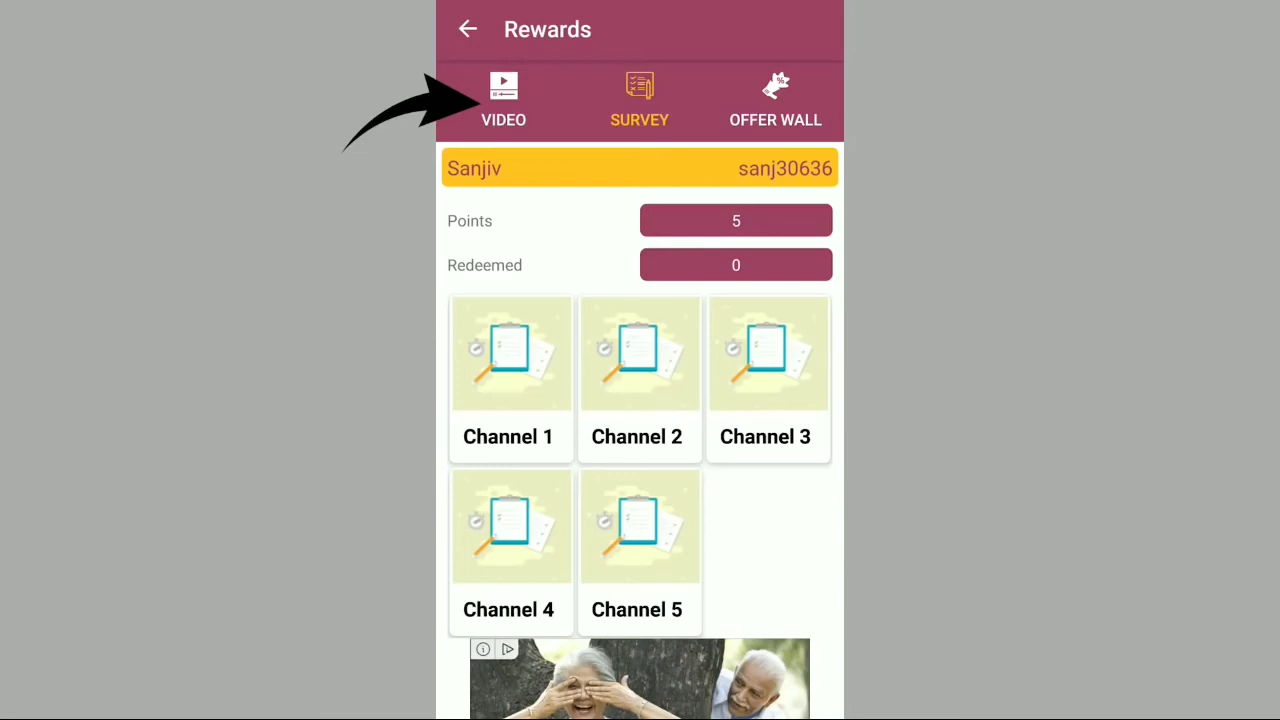 Rewards
VIDEO
SURVEY
OFFER WALL
Sanjiv
sanj30636
Points
5
Redeemed
0
Channel 1
Channel 2
Channel 3
Channel 4
Channel 5